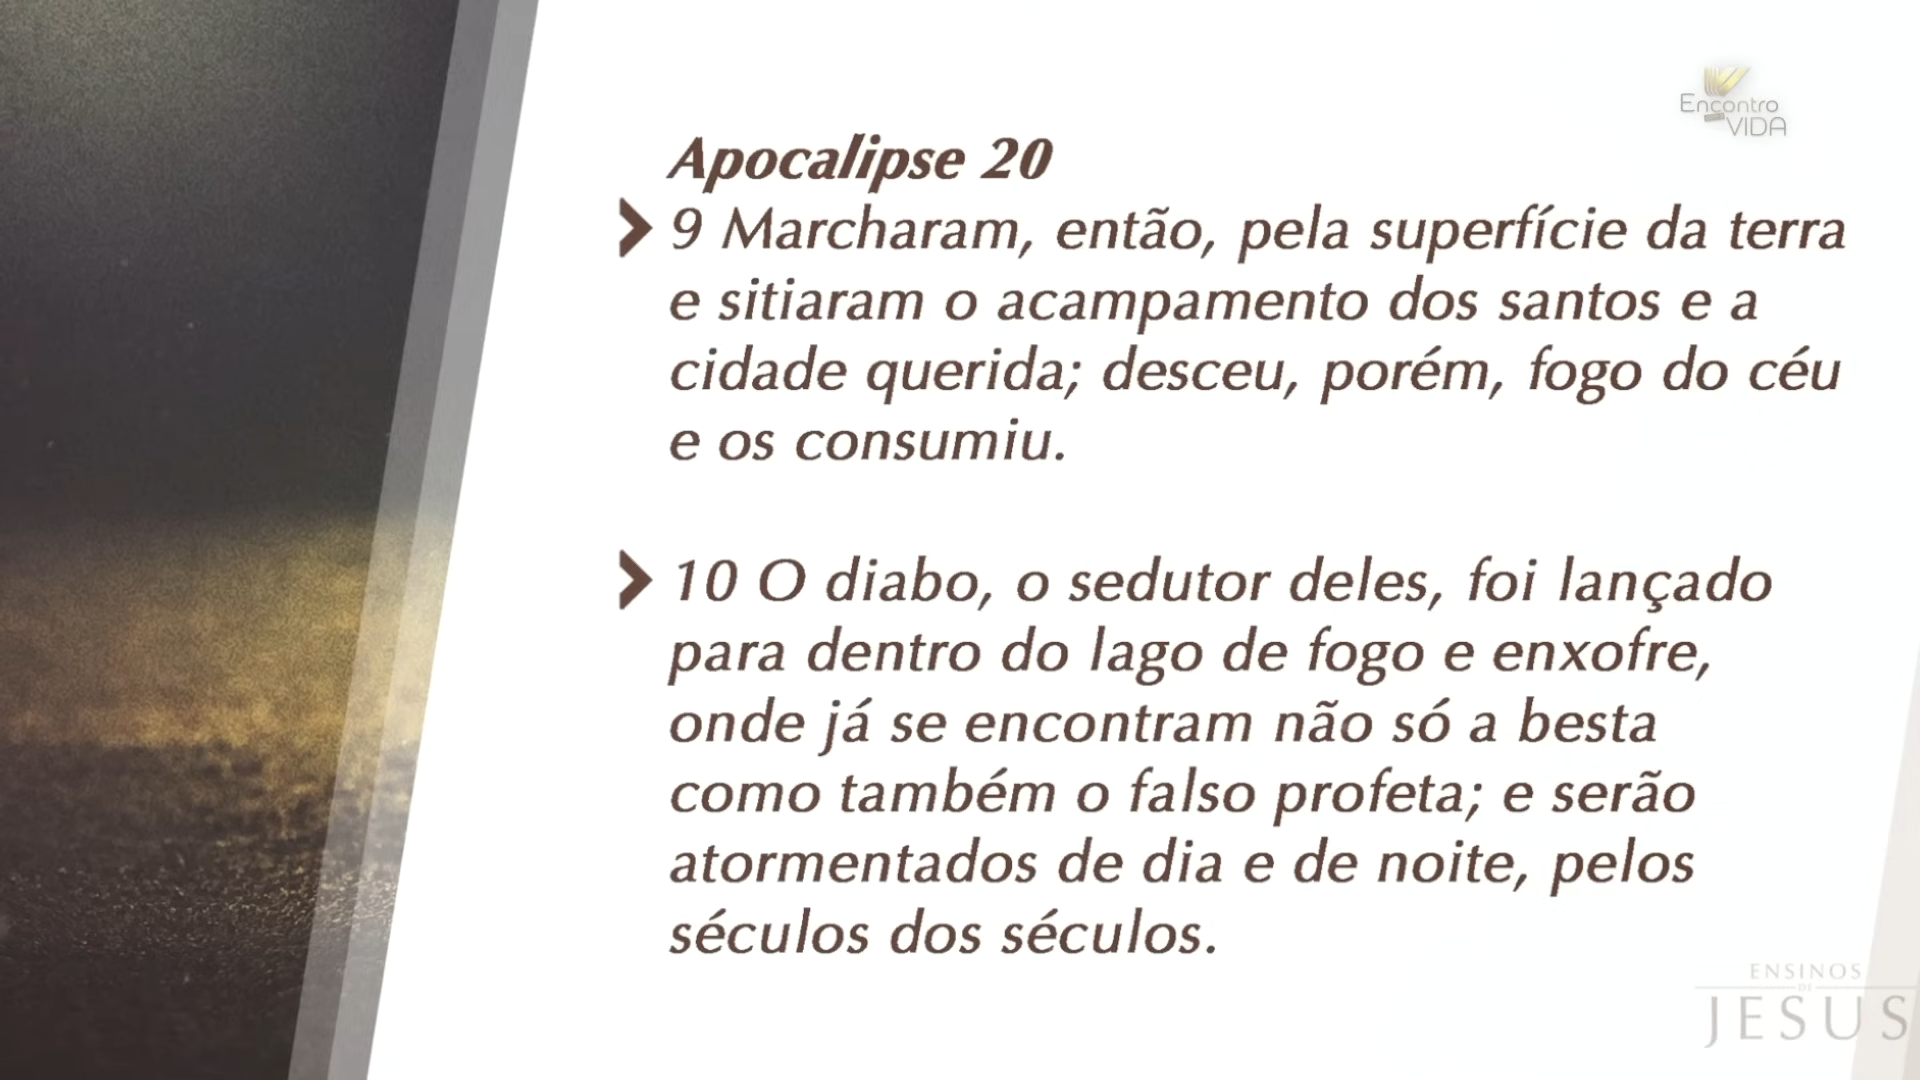 Encontro
VIDA
Apocalipse 20
9 Marcharam, então, pela superfície da terra
e sitiaram o acampamento dos santos e a
cidade querida; desceu, porém, fogo do céu
e os consumiu.
10 O diabo, o sedutor deles, foi lançado
para dentro do lago de fogo e enxofre,
onde já se encontram não só a besta
como também o falso profeta; e serão
atormentados de dia e de noite, pelos
séculos dos séculos.
ENSINOS
DE
JESUS